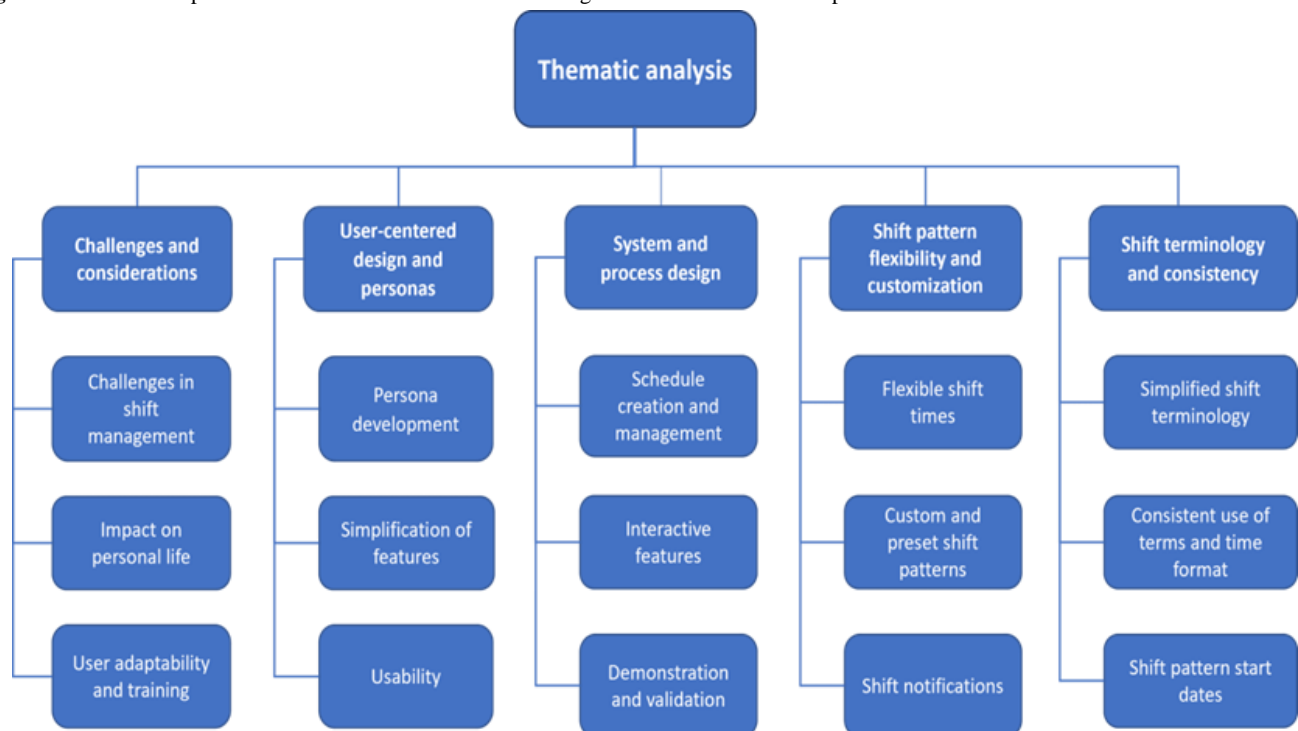 Thematic analysis
Challenges and
considerations
User-centered
design and
personas
System and
process design
Shift pattern
flexibility and
customization
Shift terminology
and consistency
Challenges in
shift
management
Persona
development
Schedule
creation and
management
Flexible shift
times
Simplified shift
terminology
Impact on
personal life
Simplification of
features
Interactive
features
Custom and
preset shift
patterns
Consistent use of
terms and time
format
User adaptability
and training
Usability
Demonstration
and validation
Shift notifications
Shift pattern start
dates